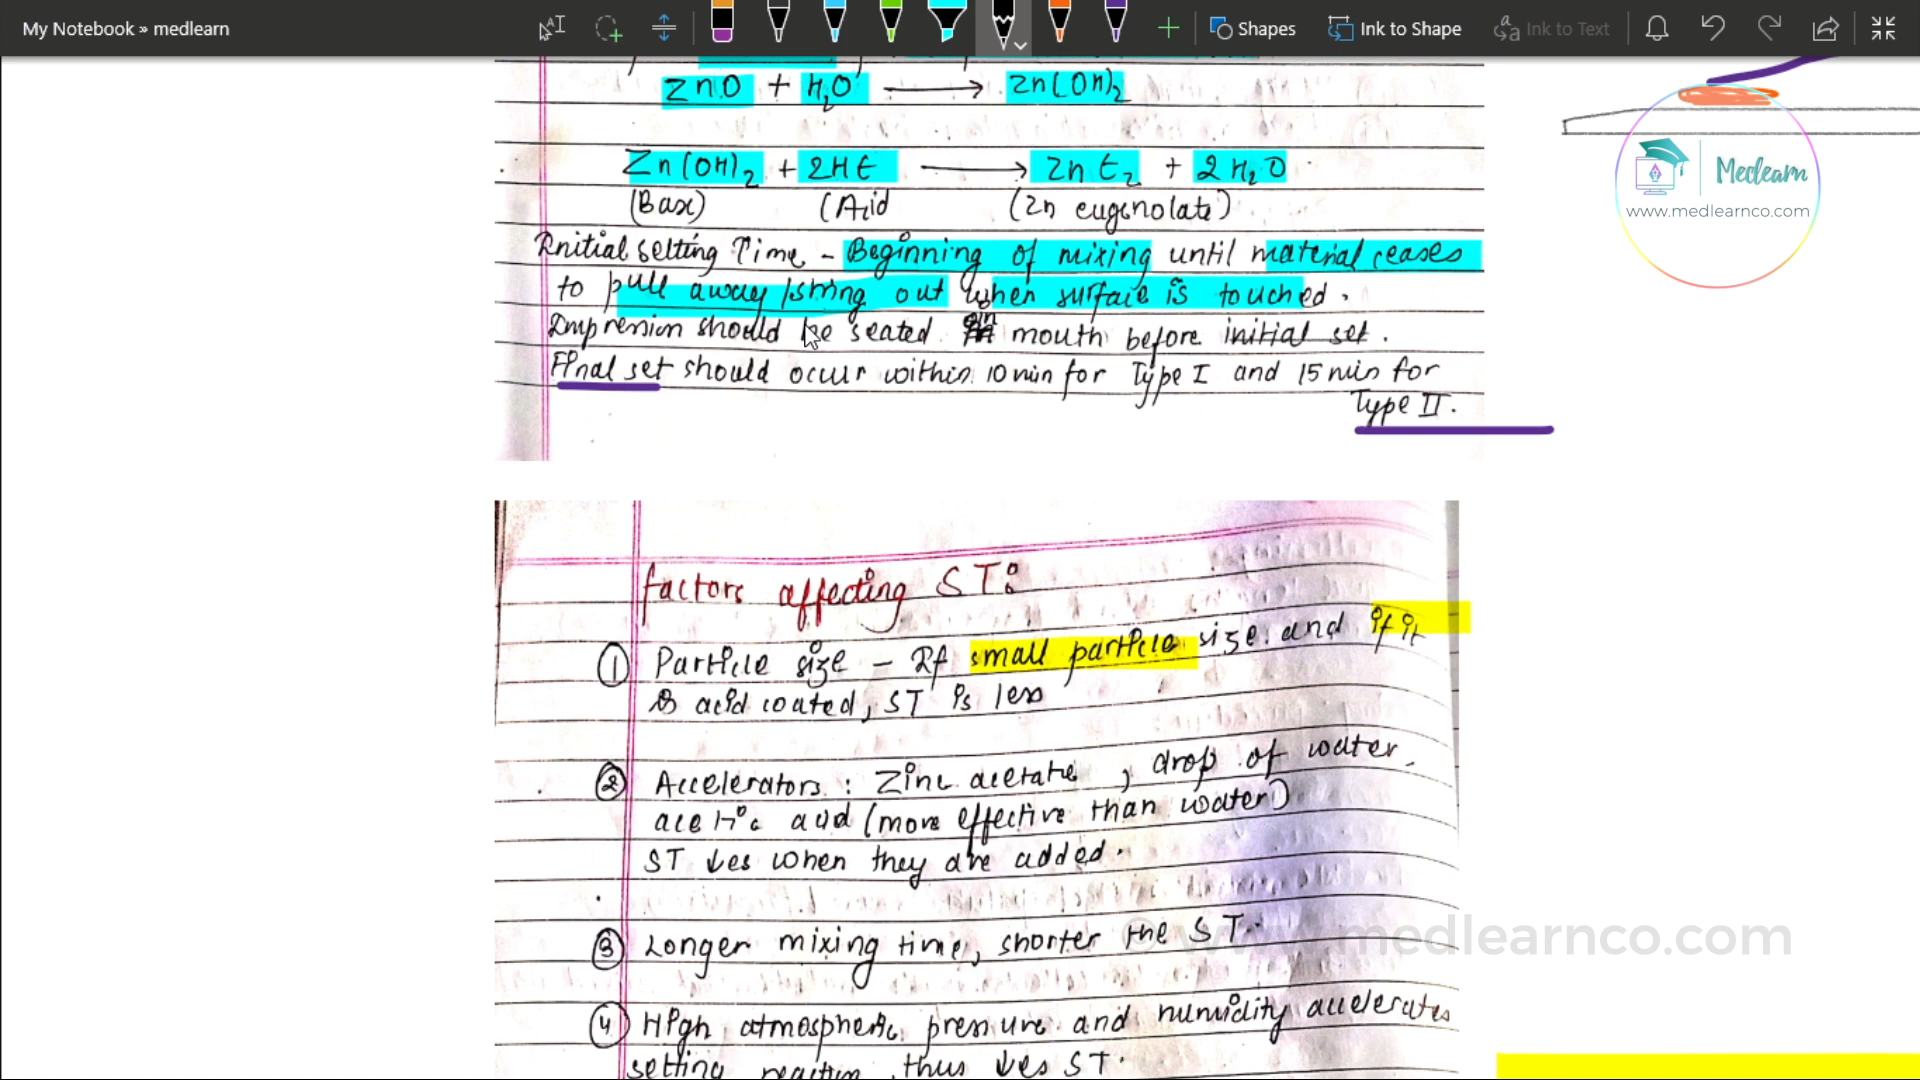 My Notebook » medlearn
Shapes
Ink to Shape
Ink to Text
ZnO + H2O ⟶ Zn(OH)2
Zn(OH)2 + 2HE ⟶ ZnE2 + 2H2O
(Base) (Acid (Zn eugenolate)
Medlearn
www.medlearnco.com
Initial setting Time - Beginning of mixing until material ceases
to pull away/string out when surface is touched.
Impression should be seated in mouth before initial set.
Final set should occur within 10 min for Type I and 15 min for
Type II.
factors affecting ST:
① Particle size - If small particle size and if it
is acid coated, ST is less
② Accelerators: Zinc acetate, drop of water,
acetic acid (more effective than water)
ST ↓es when they are added.
③ Longer mixing time, shorter the ST.
© www.medlearnco.com
④ High atmospheric pressure and humidity accelerates
setting reaction, thus ↓es ST.